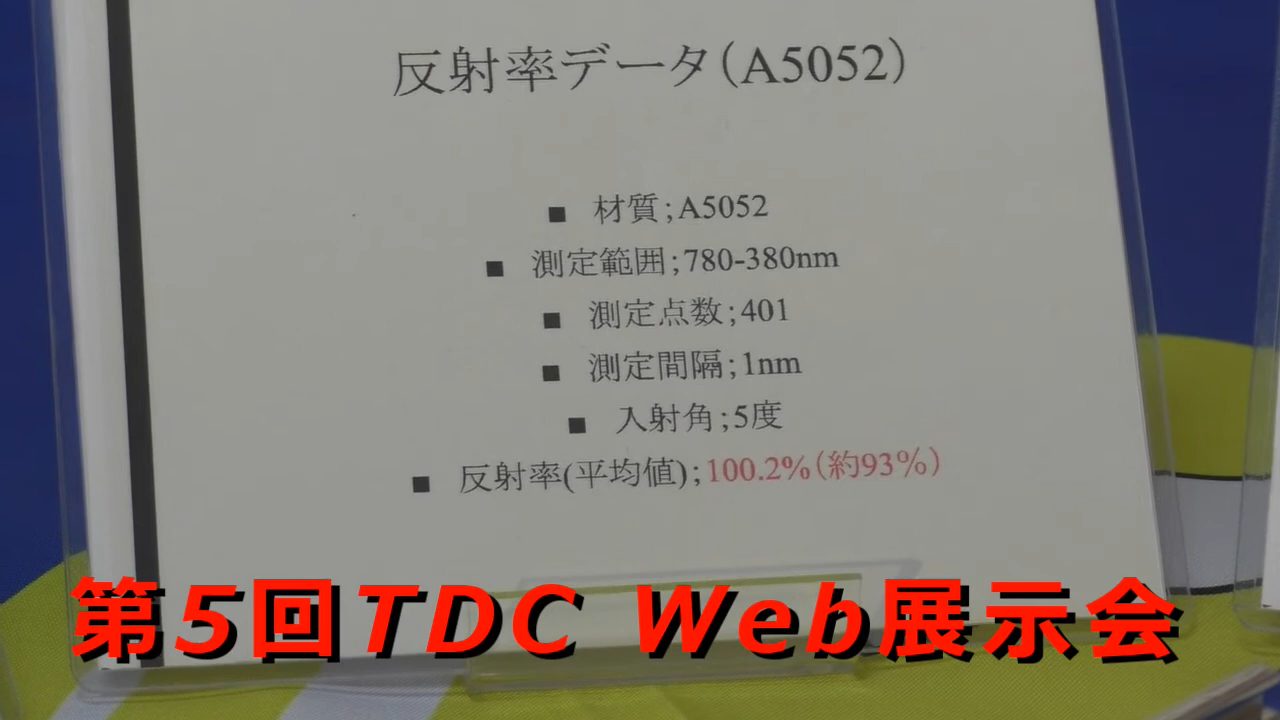 反射率データ(A5052)
■ 材質;A5052
■ 測定範囲;780-380nm
■ 測定点数;401
■ 測定間隔;1nm
■ 入射角;5度
■ 反射率(平均値);100.2%(約93%)
第5回TDC Web展示会